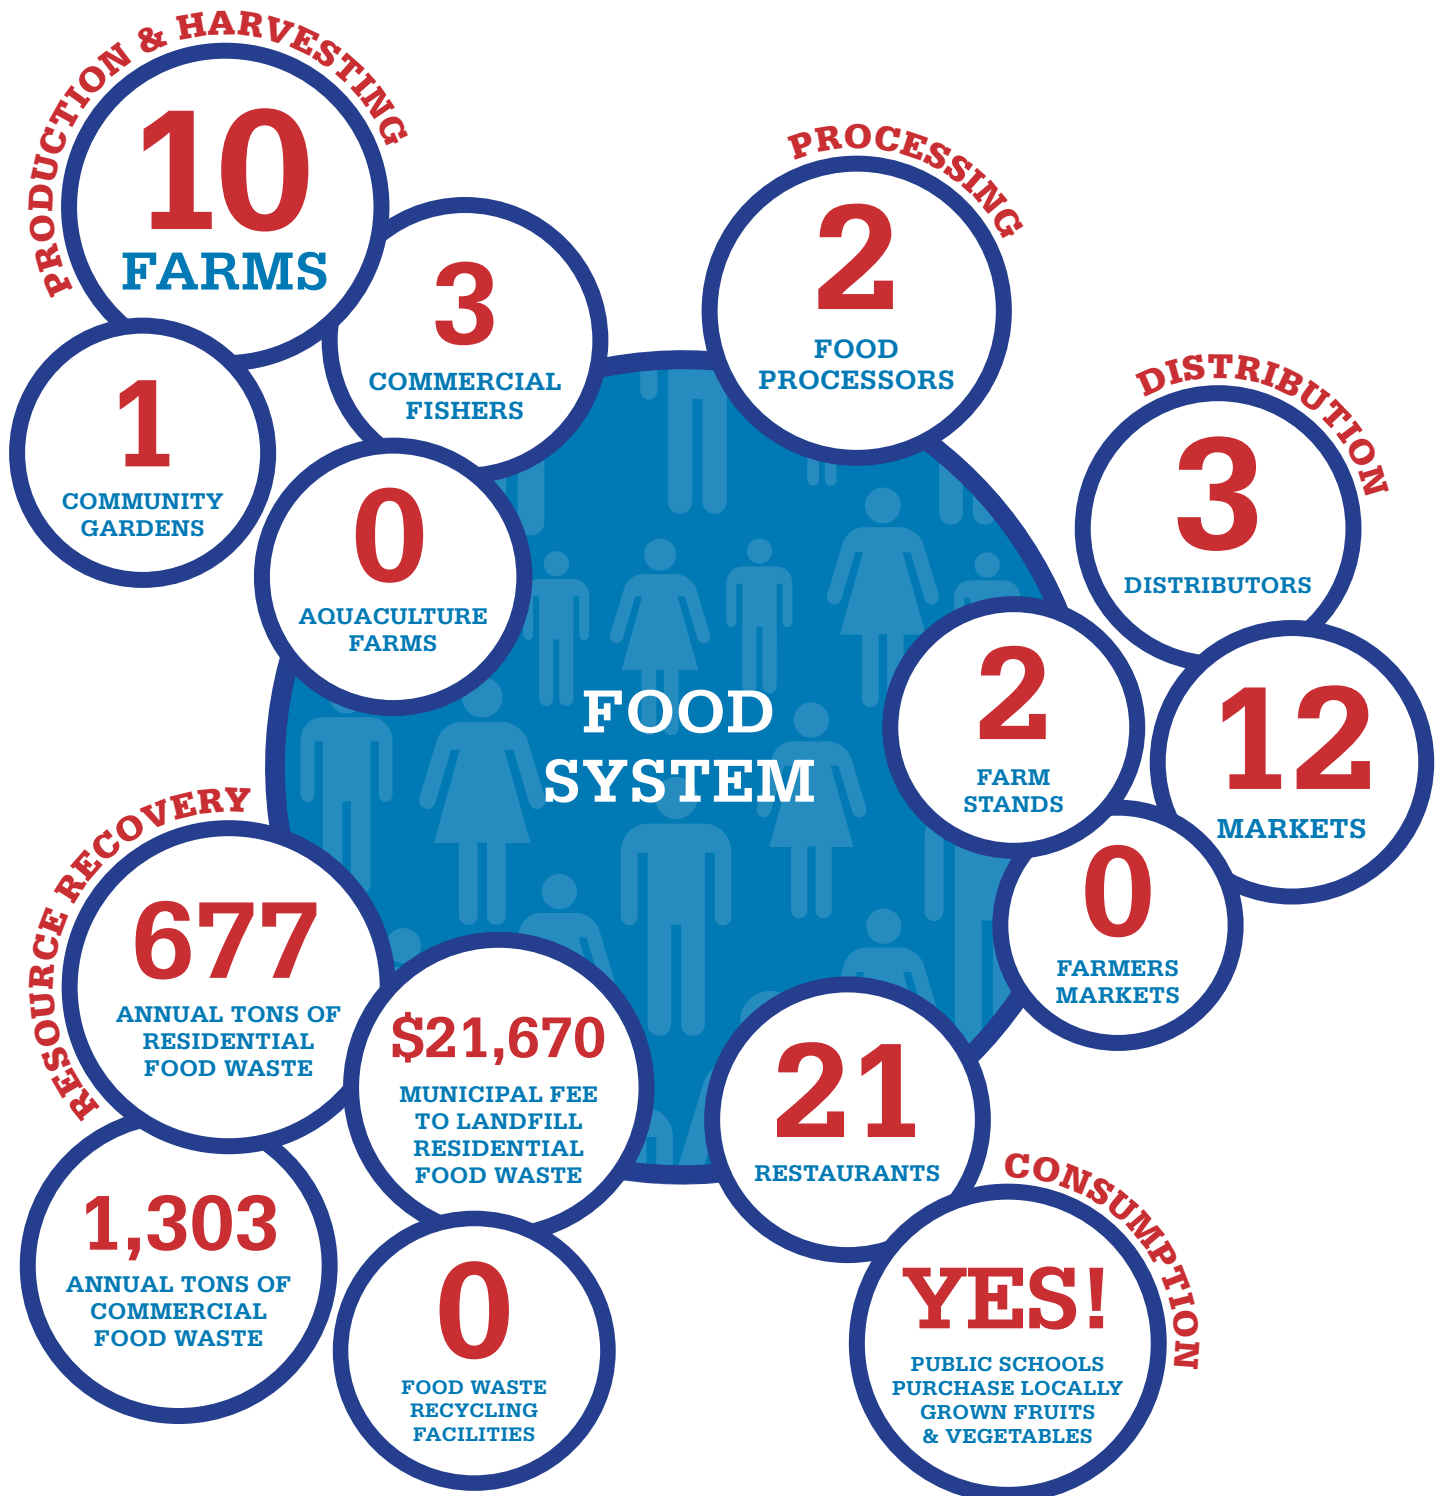 PRODUCTION & HARVESTING
10
FARMS
3
COMMERCIAL
FISHERS
1
COMMUNITY
GARDENS
0
AQUACULTURE
FARMS
PROCESSING
2
FOOD
PROCESSORS
DISTRIBUTION
3
DISTRIBUTORS
2
FARM
STANDS
12
MARKETS
0
FARMERS
MARKETS
FOOD
SYSTEM
RESOURCE RECOVERY
677
ANNUAL TONS OF
RESIDENTIAL
FOOD WASTE
$21,670
MUNICIPAL FEE
TO LANDFILL
RESIDENTIAL
FOOD WASTE
1,303
ANNUAL TONS OF
COMMERCIAL
FOOD WASTE
0
FOOD WASTE
RECYCLING
FACILITIES
21
RESTAURANTS
CONSUMPTION
YES!
PUBLIC SCHOOLS
PURCHASE LOCALLY
GROWN FRUITS
& VEGETABLES